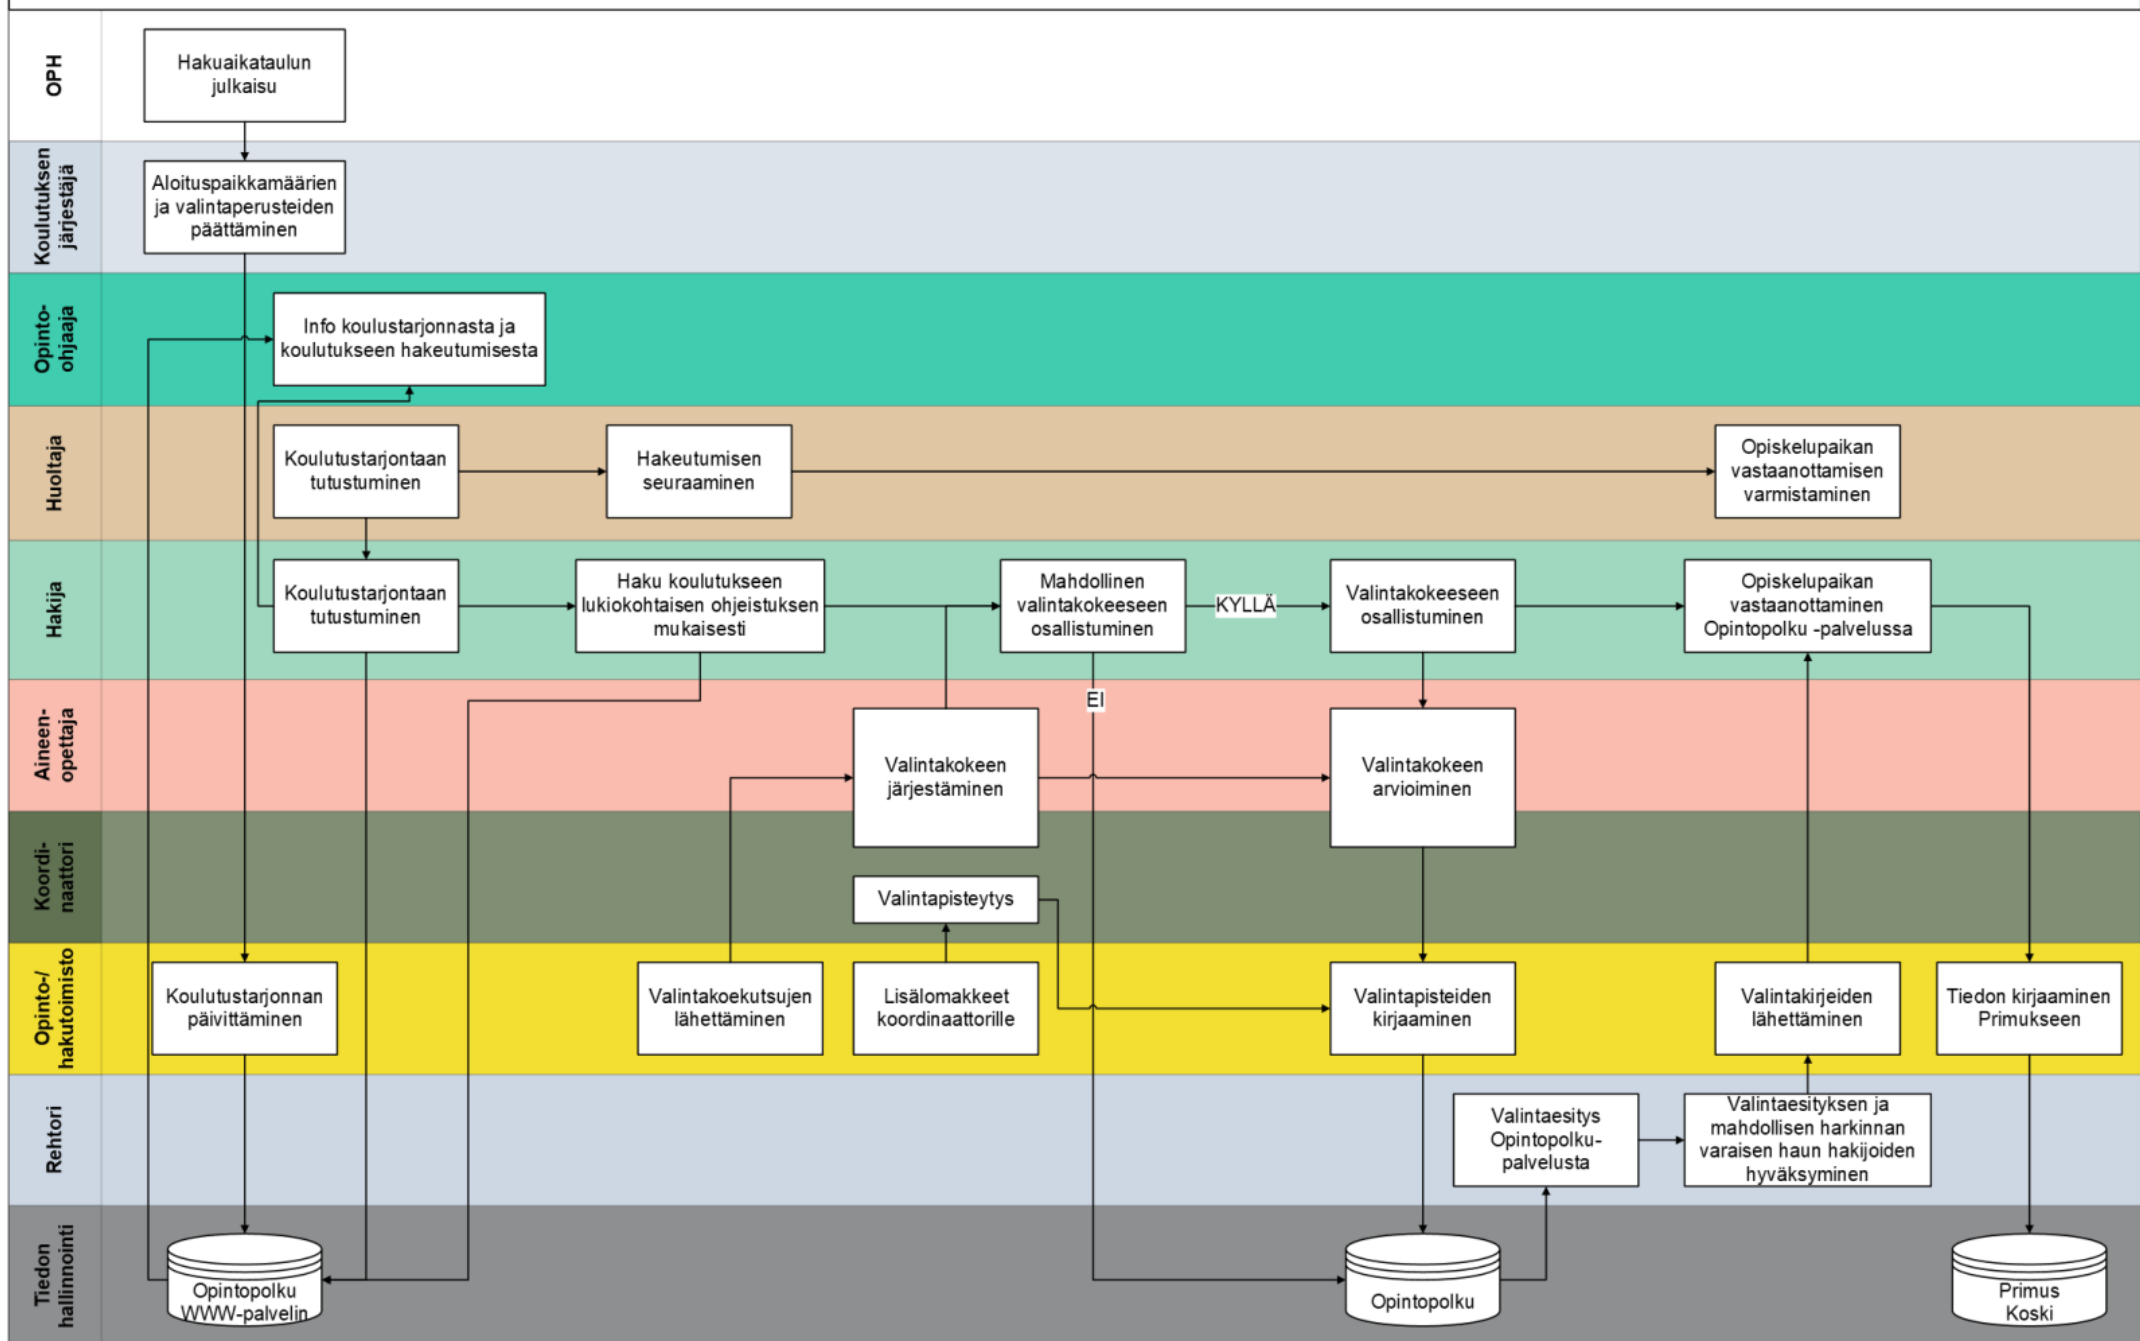 OPH
Hakuaikataulun
julkaisu
Koulutuksen
järjestäjä
Aloituspaikkamäärien
ja valintaperusteiden
päättäminen
Opinto-
ohjaaja
Info koulustarjonnasta ja
koulutukseen hakeutumisesta
Huoltaja
Koulutustarjontaan
tutustuminen
Hakeutumisen
seuraaminen
Opiskelupaikan
vastaanottamisen
varmistaminen
Hakija
Koulutustarjontaan
tutustuminen
Haku koulutukseen
lukiokohtaisen ohjeistuksen
mukaisesti
Mahdollinen
valintakokeeseen
osallistuminen
KYLLÄ
Valintakokeeseen
osallistuminen
Opiskelupaikan
vastaanottaminen
Opintopolku -palvelussa
EI
Aineen-
opettaja
Valintakokeen
järjestäminen
Valintakokeen
arvioiminen
Koordi-
naattori
Valintapisteytys
Opinto-/
hakutoimisto
Koulutustarjonnan
päivittäminen
Valintakoekutsujen
lähettäminen
Lisälomakkeet
koordinaattorille
Valintapisteiden
kirjaaminen
Valintakirjeiden
lähettäminen
Tiedon kirjaaminen
Primukseen
Rehtori
Valintaesitys
Opintopolku-
palvelusta
Valintaesityksen ja
mahdollisen harkinnan
varaisen haun hakijoiden
hyväksyminen
Tiedon
hallinnointi
Opintopolku
WWW-palvelin
Opintopolku
Primus
Koski